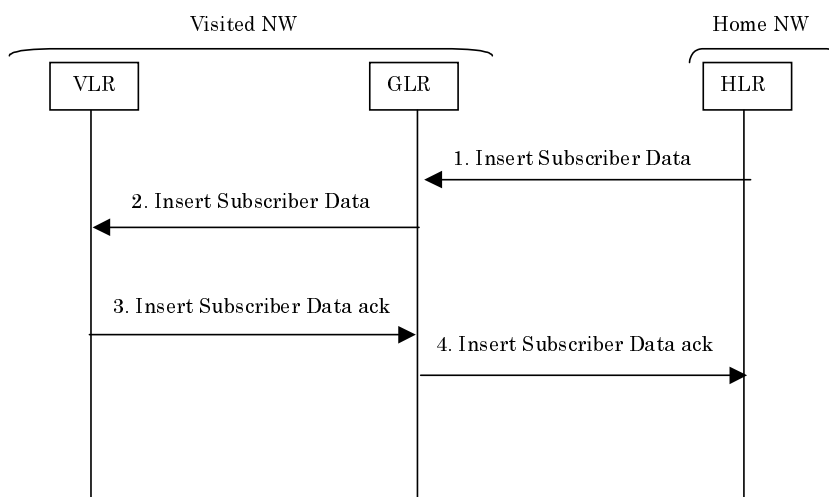 Visited NW
Home NW
VLR
GLR
HLR
1. Insert Subscriber Data
2. Insert Subscriber Data
3. Insert Subscriber Data ack
4. Insert Subscriber Data ack